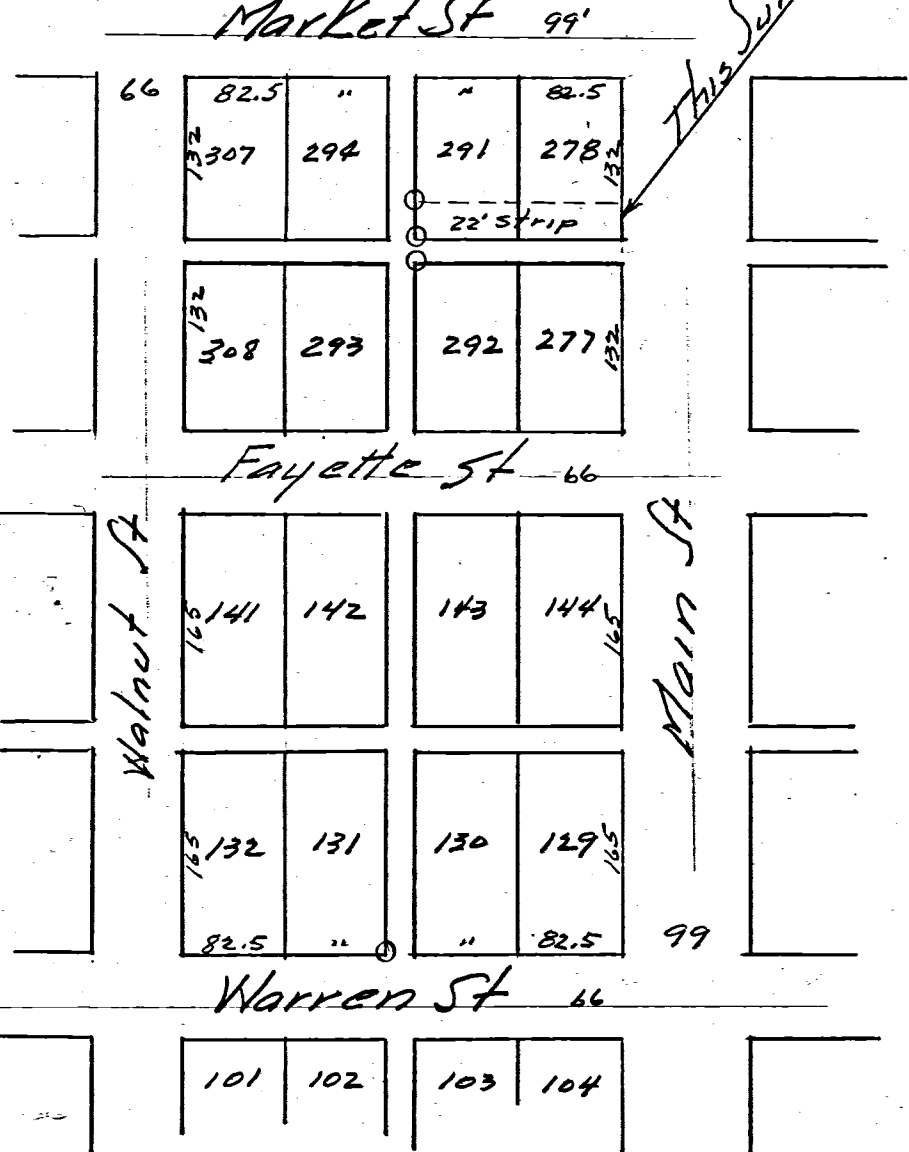 Market St 99'
This
66 82.5 " " 82.5
132 307 294 291 278 132
22' strip
132 308 293 292 277 132
Fayette St 66
Walnut St
Main St
165 141 142 143 144 165
165 132 131 130 129 165
82.5 " " 82.5 99
Warren St 66
101 102 103 104